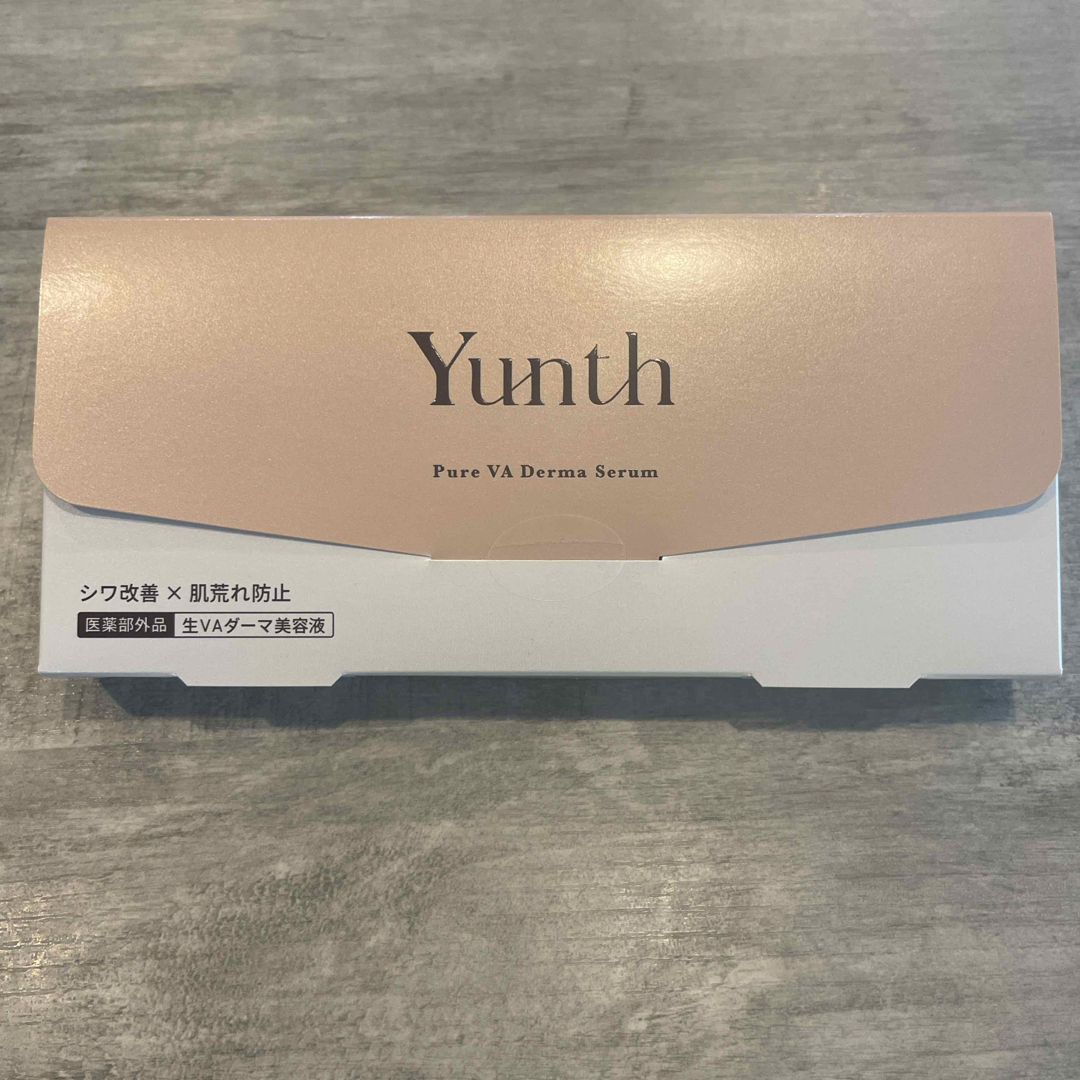 Yunth
Pure VA Derma Serum
シワ改善 × 肌荒れ防止
医薬部外品 生VAダーマ美容液